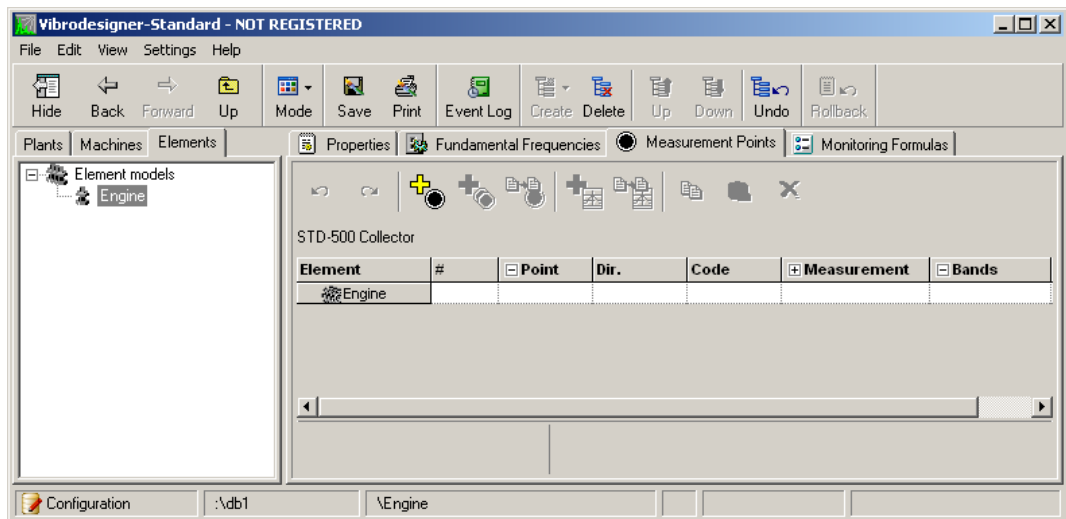 Vibrodesigner-Standard - NOT REGISTERED
File Edit View Settings Help
Hide Back Forward Up Mode Save Print Event Log Create Delete Up Down Undo Rollback
Plants Machines Elements Properties Fundamental Frequencies Measurement Points Monitoring Formulas
Element models
Engine
STD-500 Collector
Element # Point Dir. Code Measurement Bands
Engine
Configuration :\db1 \Engine